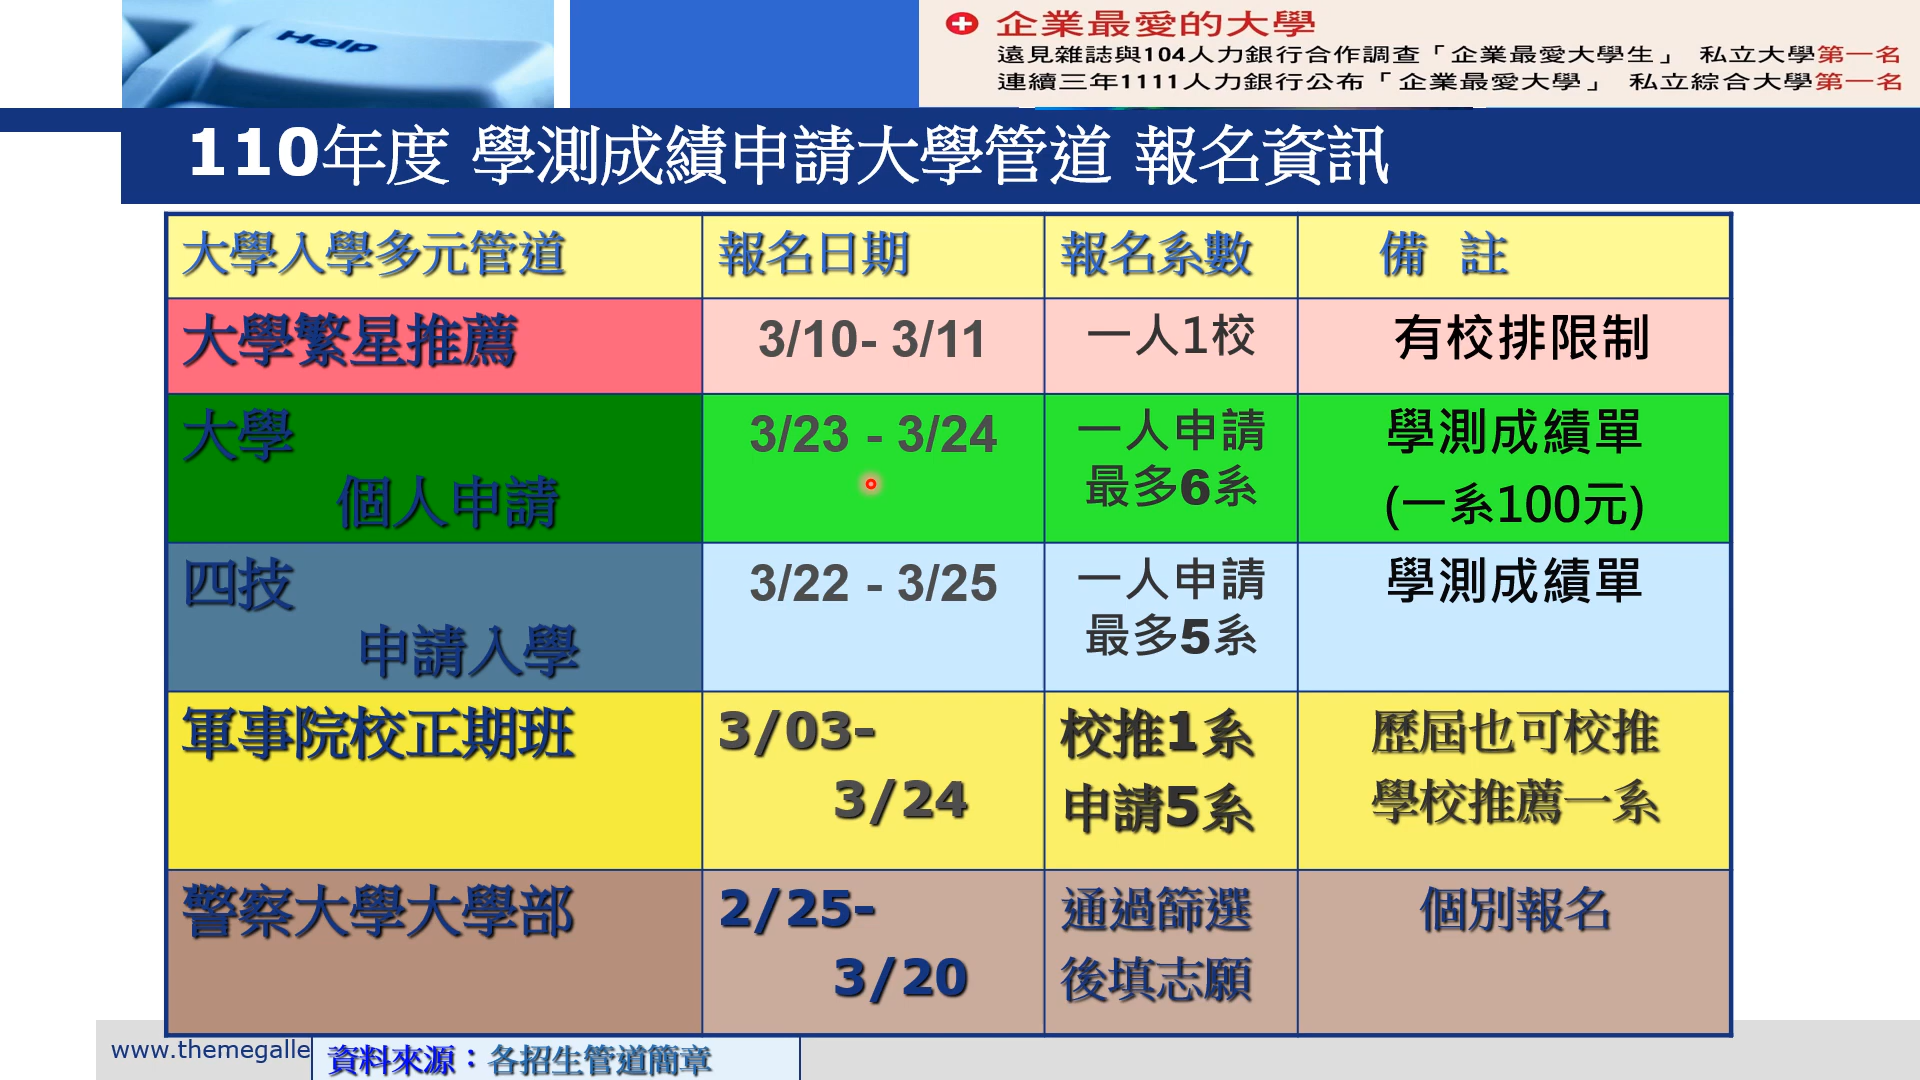 Help
企業最愛的大學
遠見雜誌與104人力銀行合作調查「企業最愛大學生」 私立大學第一名
連續三年1111人力銀行公布「企業最愛大學」 私立綜合大學第一名
110年度 學測成績申請大學管道 報名資訊
大學入學多元管道 報名日期 報名系數 備 註
大學繁星推薦 3/10- 3/11 一人1校 有校排限制
大學
個人申請
3/23 - 3/24
一人申請
最多6系
學測成績單
(一系100元)
四技
申請入學
3/22 - 3/25
一人申請
最多5系
學測成績單
軍事院校正期班
3/03-
3/24
校推1系
申請5系
歷屆也可校推
學校推薦一系
警察大學大學部
2/25-
3/20
通過篩選
後填志願
個別報名
www.themegalle
資料來源：各招生管道簡章